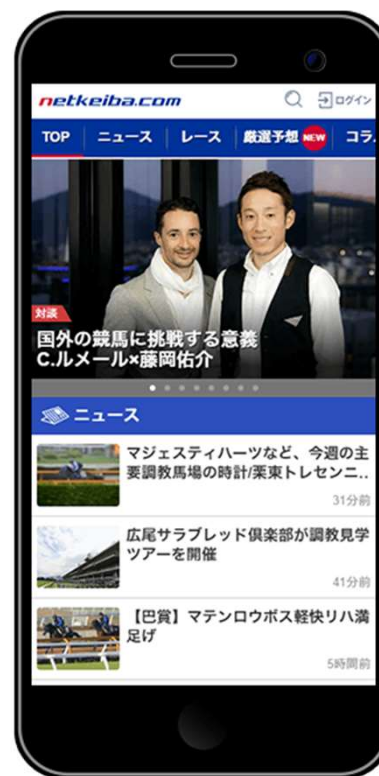 netkeiba.com
ログイン
TOP ニュース レース 厳選予想 NEW コラ
対談
国外の競馬に挑戦する意義
C.ルメール×藤岡佑介
ニュース
マジェスティハーツなど、今週の主
要調教馬場の時計/栗東トレセンニ..
31分前
広尾サラブレッド倶楽部が調教見学
ツアーを開催
41分前
【巴賞】マテンロウボス軽快リハ満
足げ
5時間前